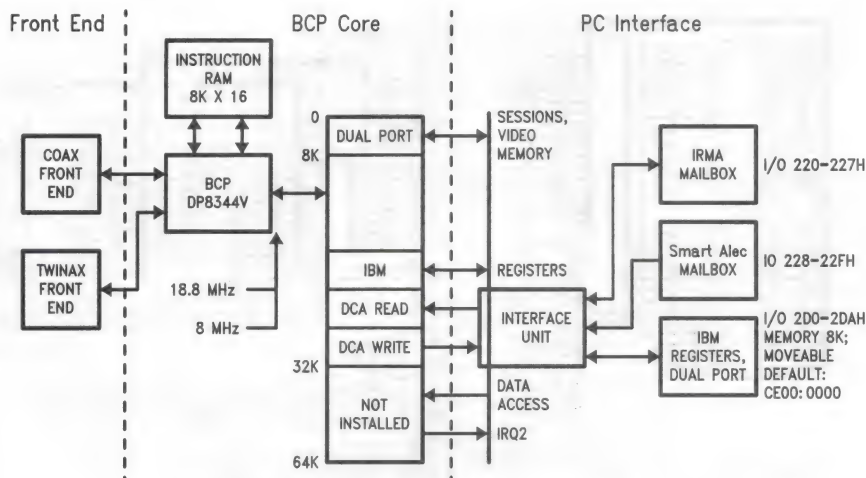 Front End
BCP Core
PC Interface
INSTRUCTION
RAM
8K X 16
COAX
FRONT
END
BCP
DP8344V
TWINAX
FRONT
END
18.8 MHz
8 MHz
0
DUAL PORT
8K
IBM
DCA READ
DCA WRITE
32K
NOT
INSTALLED
64K
SESSIONS,
VIDEO
MEMORY
REGISTERS
INTERFACE
UNIT
DATA
ACCESS
IRQ2
IRMA
MAILBOX
I/O 220-227H
Smart Alec
MAILBOX
IO 228-22FH
IBM
REGISTERS,
DUAL PORT
I/O 2D0-2DAH
MEMORY 8K;
MOVEABLE
DEFAULT:
CE00:0000